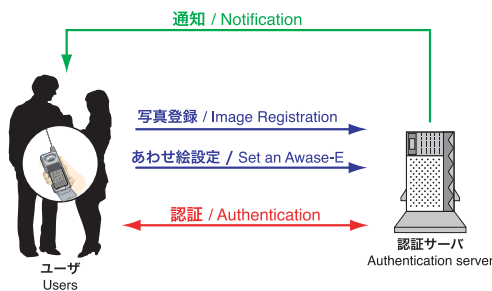 通知 / Notification
写真登録 / Image Registration
あわせ絵設定 / Set an Awase-E
認証 / Authentication
ユーザ
Users
認証サーバ
Authentication server